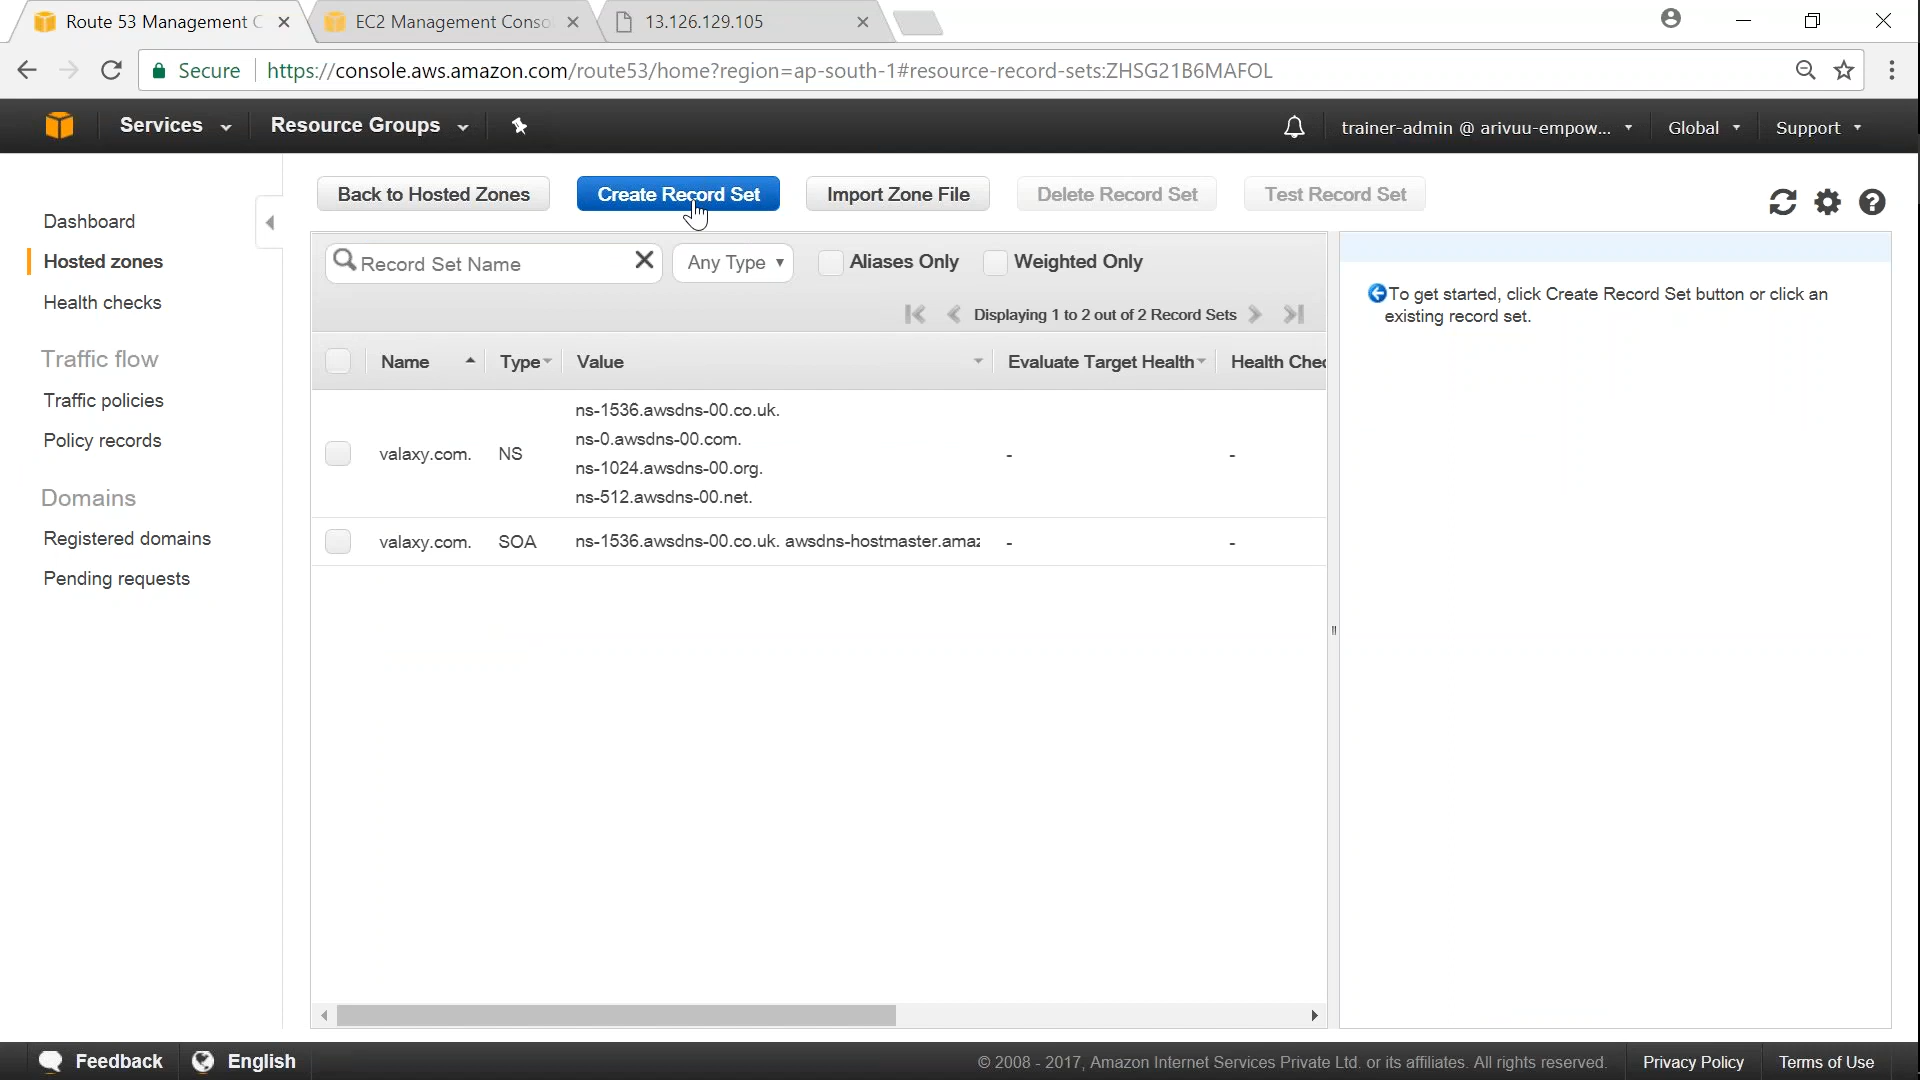 Route 53 Management C
EC2 Management Conso
13.126.129.105
Secure
https://console.aws.amazon.com/route53/home?region=ap-south-1#resource-record-sets:ZHSG21B6MAFOL
Services
Resource Groups
trainer-admin @ arivuu-empow...
Global
Support
Back to Hosted Zones
Create Record Set
Import Zone File
Delete Record Set
Test Record Set
Dashboard
Hosted zones
Health checks
Traffic flow
Traffic policies
Policy records
Domains
Registered domains
Pending requests
Record Set Name
Any Type
Aliases Only
Weighted Only
Displaying 1 to 2 out of 2 Record Sets
Name
Type
Value
Evaluate Target Health
Health Chec
valaxy.com.
NS
ns-1536.awsdns-00.co.uk.
ns-0.awsdns-00.com.
ns-1024.awsdns-00.org.
ns-512.awsdns-00.net.
-
-
valaxy.com.
SOA
ns-1536.awsdns-00.co.uk. awsdns-hostmaster.amaz
-
-
To get started, click Create Record Set button or click an
existing record set.
Feedback
English
© 2008 - 2017, Amazon Internet Services Private Ltd. or its affiliates. All rights reserved.
Privacy Policy
Terms of Use